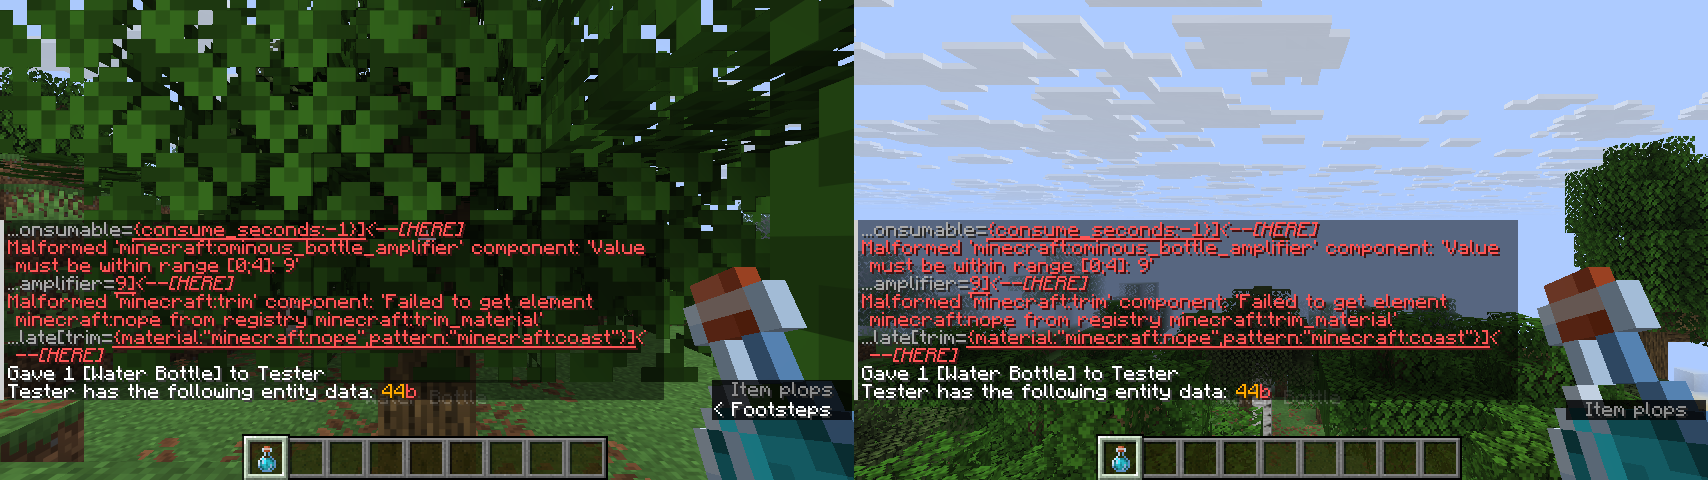 ...onsumable={consume_seconds:-1}]<--[HERE]
Malformed 'minecraft:ominous_bottle_amplifier' component: 'Value
must be within range [0;4]: 9'
...amplifier=9]<--[HERE]
Malformed 'minecraft:trim' component: 'Failed to get element
minecraft:nope from registry minecraft:trim_material'
...late[trim={material:"minecraft:nope",pattern:"minecraft:coast"}]<
--[HERE]
Gave 1 [Water Bottle] to Tester
Tester has the following entity data: 44b
Item plops
< Footsteps
...onsumable={consume_seconds:-1}]<--[HERE]
Malformed 'minecraft:ominous_bottle_amplifier' component: 'Value
must be within range [0;4]: 9'
...amplifier=9]<--[HERE]
Malformed 'minecraft:trim' component: 'Failed to get element
minecraft:nope from registry minecraft:trim_material'
...late[trim={material:"minecraft:nope",pattern:"minecraft:coast"}]<
--[HERE]
Gave 1 [Water Bottle] to Tester
Tester has the following entity data: 44b
Item plops